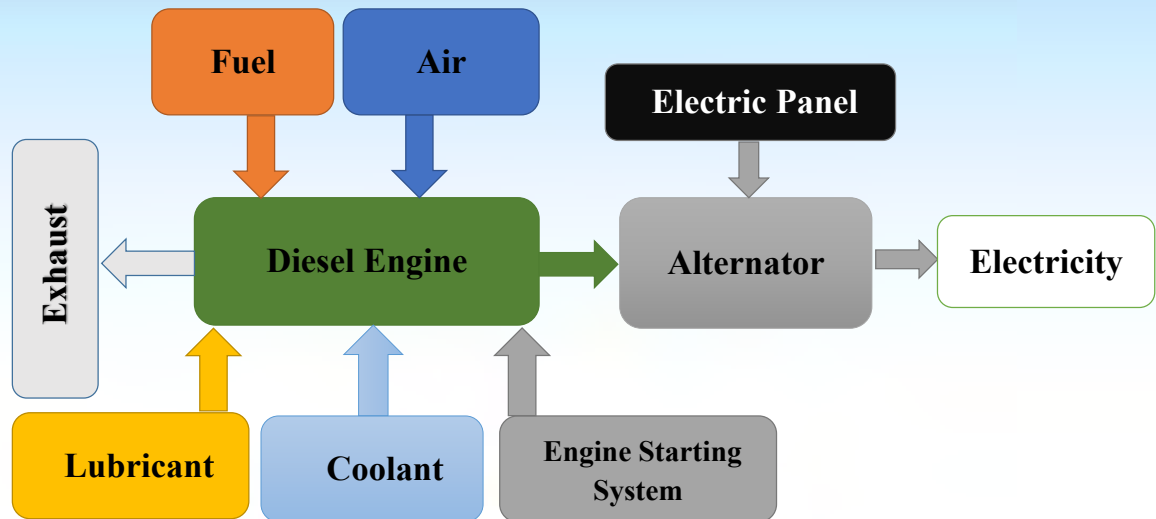 Fuel
Air
Electric Panel
Exhaust
Diesel Engine
Alternator
Electricity
Lubricant
Coolant
Engine Starting
System